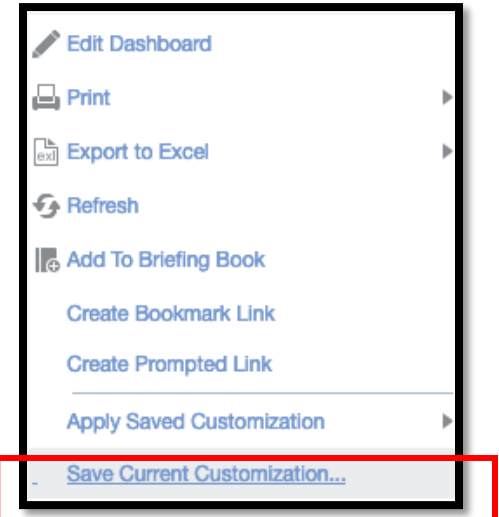 Edit Dashboard
Print
exl Export to Excel
Refresh
Add To Briefing Book
Create Bookmark Link
Create Prompted Link
Apply Saved Customization
Save Current Customization...